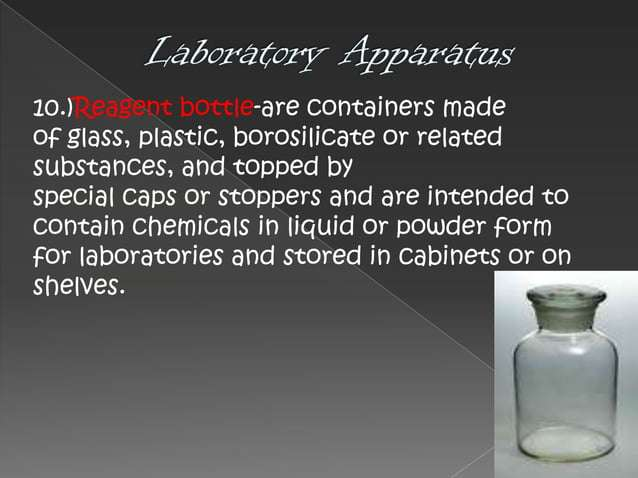 Laboratory Apparatus
10.)Reagent bottle-are containers made
of glass, plastic, borosilicate or related
substances, and topped by
special caps or stoppers and are intended to
contain chemicals in liquid or powder form
for laboratories and stored in cabinets or on
shelves.